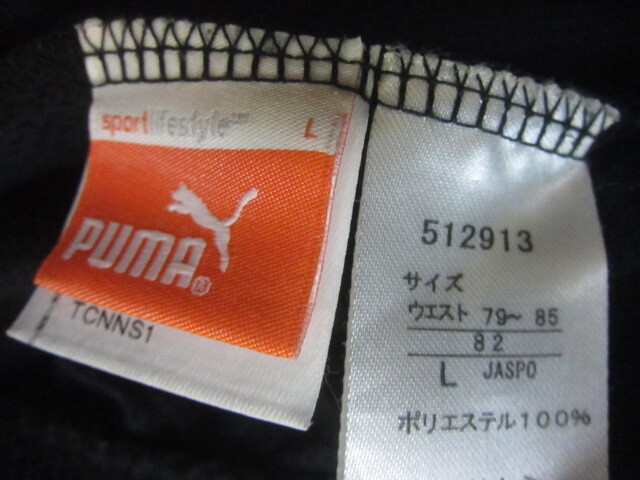 sportlifestyle L
PUMA
TCNNS1
512913
サイズ
ウエスト 79~ 85
82
L JASPO
ポリエステル100%